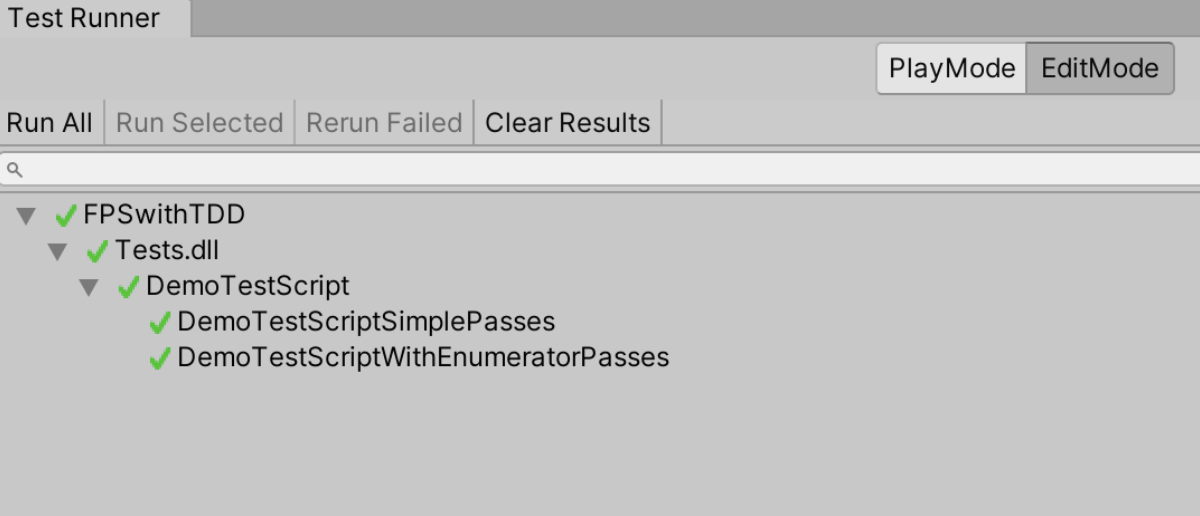 Test Runner
PlayMode EditMode
Run All Run Selected Rerun Failed Clear Results
FPSwithTDD
Tests.dll
DemoTestScript
DemoTestScriptSimplePasses
DemoTestScriptWithEnumeratorPasses